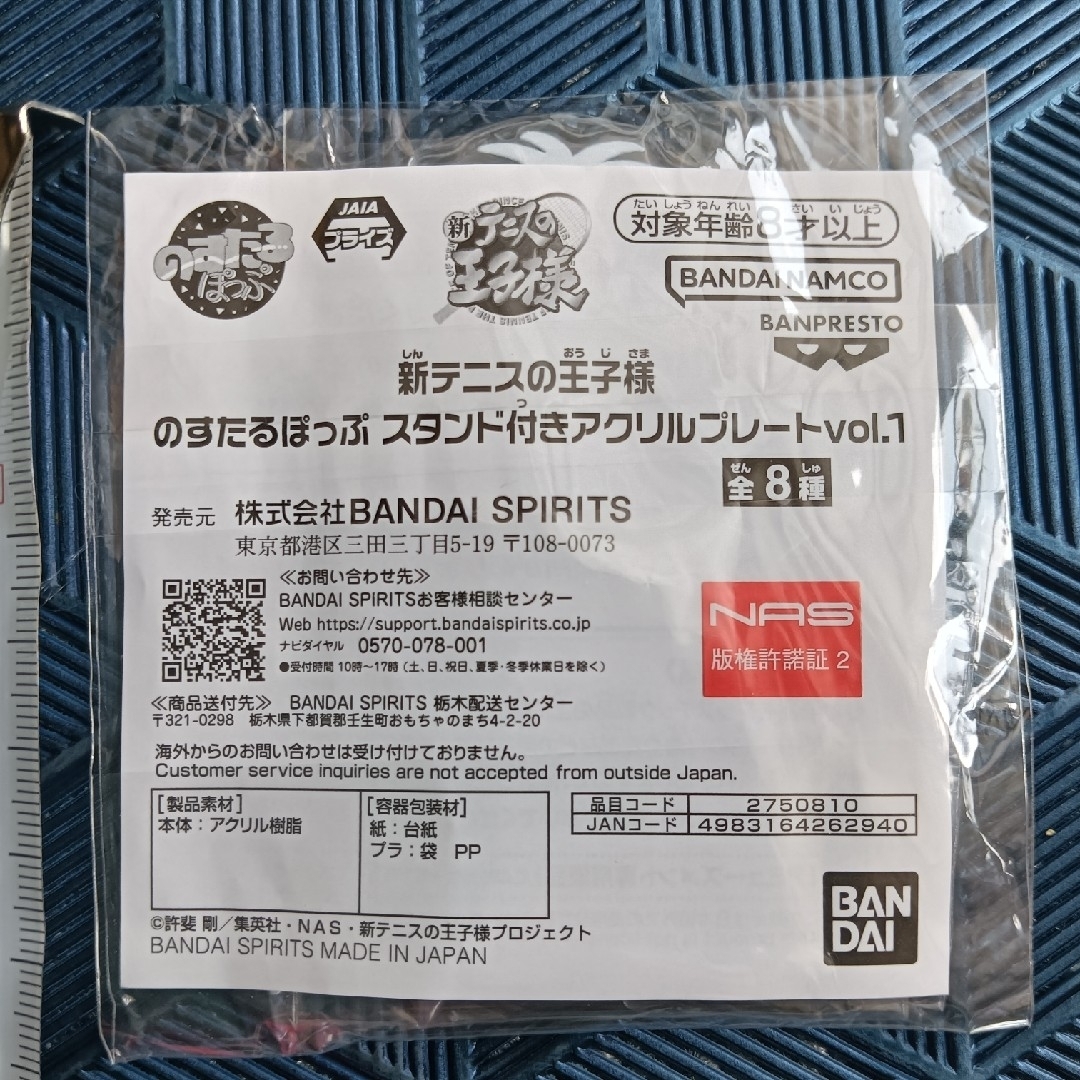 のすたる
ぽっぷ
JAIA
プライズ
新テニスの
王子様
たいしょうねんれい さいいじょう
対象年齢8才以上
BANDAI NAMCO
BANPRESTO
しん おうじさま
新テニスの王子様
つ
のすたるぽっぷ スタンド付きアクリルプレートvol.1
ぜん しゅ
全8種
発売元 株式会社BANDAI SPIRITS
東京都港区三田三丁目5-19 〒108-0073
≪お問い合わせ先≫
BANDAI SPIRITSお客様相談センター
Web https://support.bandaispirits.co.jp
ナビダイヤル 0570-078-001
●受付時間 10時~17時(土、日、祝日、夏季・冬季休業日を除く)
NAS
版権許諾証 2
≪商品送付先≫ BANDAI SPIRITS 栃木配送センター
〒321-0298 栃木県下都賀郡壬生町おもちゃのまち4-2-20
海外からのお問い合わせは受け付けておりません。
Customer service inquiries are not accepted from outside Japan.
[製品素材]
本体:アクリル樹脂
[容器包装材]
紙:台紙
プラ:袋 PP
品目コード 2750810
JANコード 4983164262940
BAN
DAI
©許斐 剛/集英社・NAS・新テニスの王子様プロジェクト
BANDAI SPIRITS MADE IN JAPAN